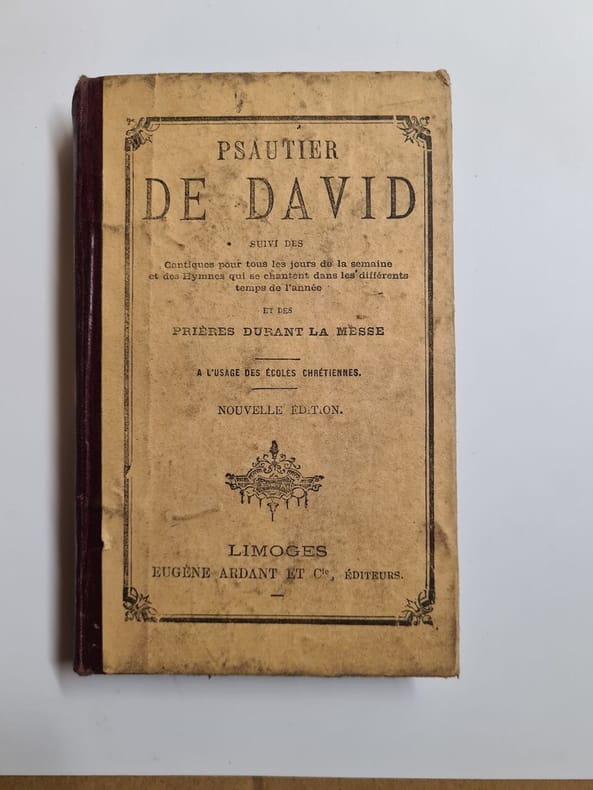 PSAUTIER
DE DAVID
SUIVI DES
Cantiques pour tous les jours de la semaine
et des Hymnes qui se chantent dans les différents
temps de l'année
ET DES
PRIÈRES DURANT LA MESSE
A L'USAGE DES ÉCOLES CHRÉTIENNES.
NOUVELLE ÉDITION.
LIMOGES
EUGÈNE ARDANT ET Cie, ÉDITEURS.